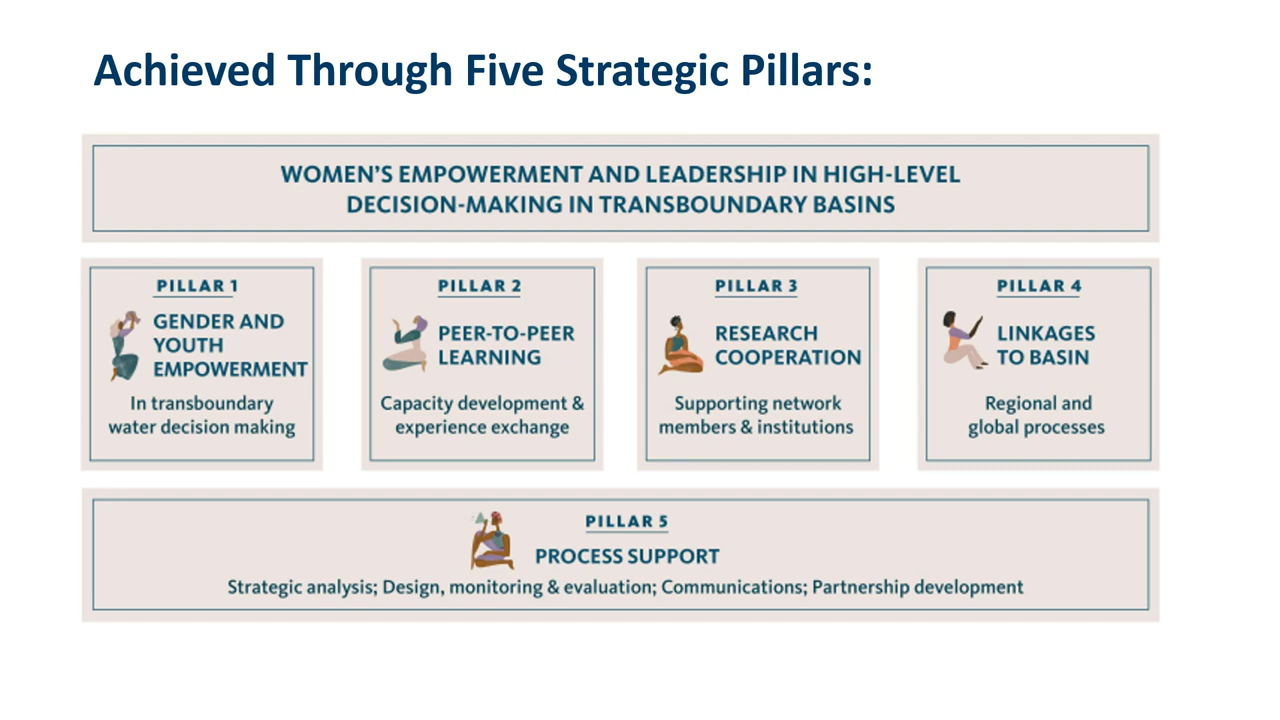 Achieved Through Five Strategic Pillars:
WOMEN'S EMPOWERMENT AND LEADERSHIP IN HIGH-LEVEL
DECISION-MAKING IN TRANSBOUNDARY BASINS
PILLAR 1
GENDER AND
YOUTH
EMPOWERMENT
In transboundary
water decision making
PILLAR 2
PEER-TO-PEER
LEARNING
Capacity development &
experience exchange
PILLAR 3
RESEARCH
COOPERATION
Supporting network
members & institutions
PILLAR 4
LINKAGES
TO BASIN
Regional and
global processes
PILLAR 5
PROCESS SUPPORT
Strategic analysis; Design, monitoring & evaluation; Communications; Partnership development